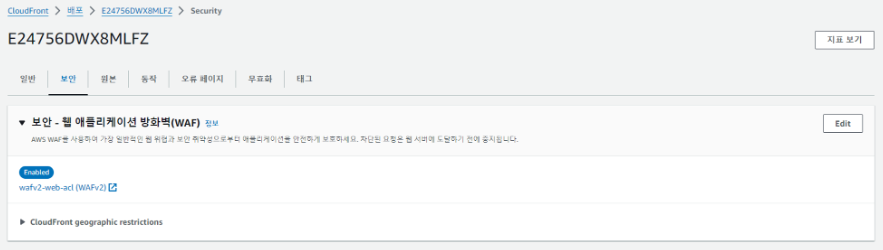 CloudFront > 배포 > E24756DWX8MLFZ > Security
E24756DWX8MLFZ
지표 보기
일반 보안 원본 동작 오류 페이지 무효화 태그
▼ 보안 - 웹 애플리케이션 방화벽(WAF) 정보
Edit
AWS WAF를 사용하여 가장 일반적인 웹 위협과 보안 취약성으로부터 애플리케이션을 안전하게 보호하세요. 차단된 요청은 웹 서버에 도달하기 전에 중지됩니다.
Enabled
wafv2-web-acl (WAFv2)
▶ CloudFront geographic restrictions